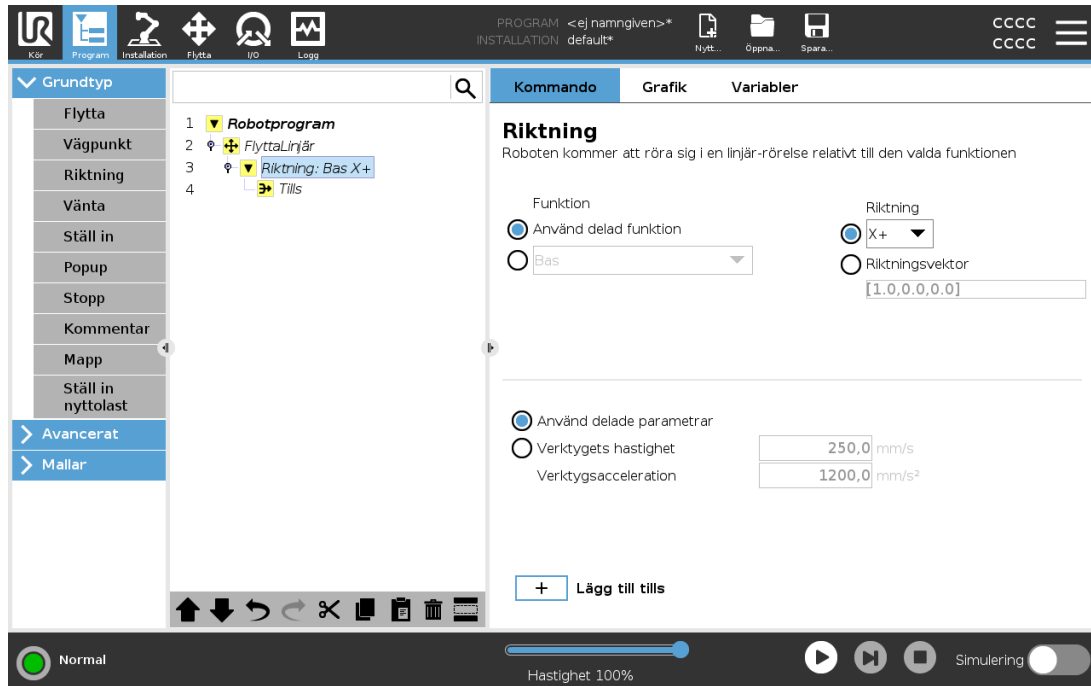 UR
PROGRAM <ej namngiven>*
INSTALLATION default*
CCCC
CCCC
Kör Program Installation Flytta I/O Logg Nytt... Öppna... Spara...
Grundtyp
Flytta
Vägpunkt
Riktning
Vänta
Ställ in
Popup
Stopp
Kommentar
Mapp
Ställ in
nyttolast
Avancerat
Mallar
1 Robotprogram
2 FlyttaLinjär
3 Riktning: Bas X+
4 Tills
Kommando Grafik Variabler
Riktning
Roboten kommer att röra sig i en linjär-rörelse relativt till den valda funktionen
Funktion
Använd delad funktion
Bas
Riktning
X+
Riktningsvektor
[1.0,0.0,0.0]
Använd delade parametrar
Verktygets hastighet 250,0 mm/s
Verktygsacceleration 1200,0 mm/s²
+ Lägg till tills
Normal
Hastighet 100%
Simulering